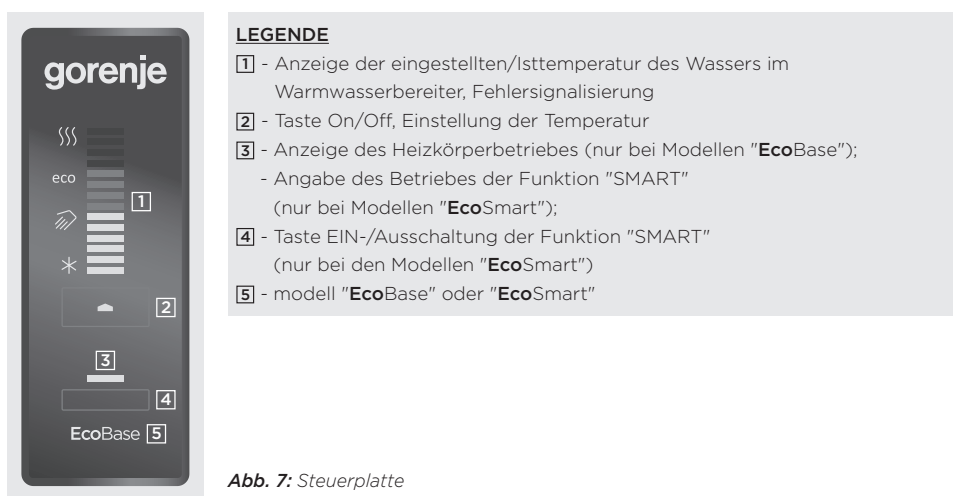 gorenje
eco
1
2
3
4
EcoBase 5
LEGENDE
1 - Anzeige der eingestellten/Isttemperatur des Wassers im
Warmwasserbereiter, Fehlersignalisierung
2 - Taste On/Off, Einstellung der Temperatur
3 - Anzeige des Heizkörperbetriebes (nur bei Modellen "EcoBase");
- Angabe des Betriebes der Funktion "SMART"
(nur bei Modellen "EcoSmart");
4 - Taste EIN-/Ausschaltung der Funktion "SMART"
(nur bei den Modellen "EcoSmart")
5 - modell "EcoBase" oder "EcoSmart"
Abb. 7: Steuerplatte